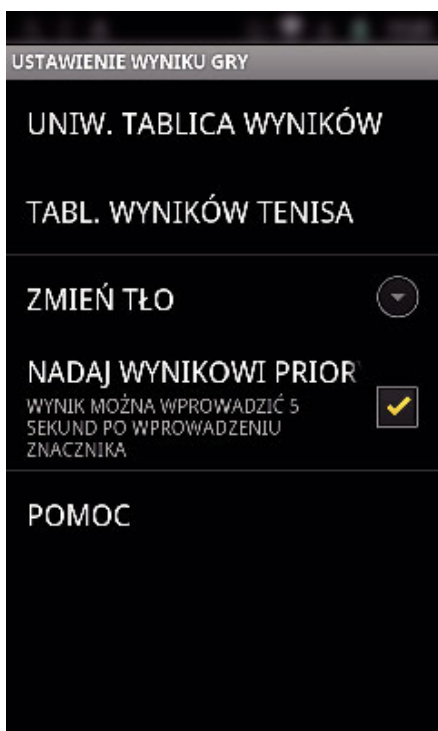 USTAWIENIE WYNIKU GRY
UNIW. TABLICA WYNIKÓW
TABL. WYNIKÓW TENISA
ZMIEŃ TŁO
NADAJ WYNIKOWI PRIOR
WYNIK MOŻNA WPROWADZIĆ 5
SEKUND PO WPROWADZENIU
ZNACZNIKA
POMOC